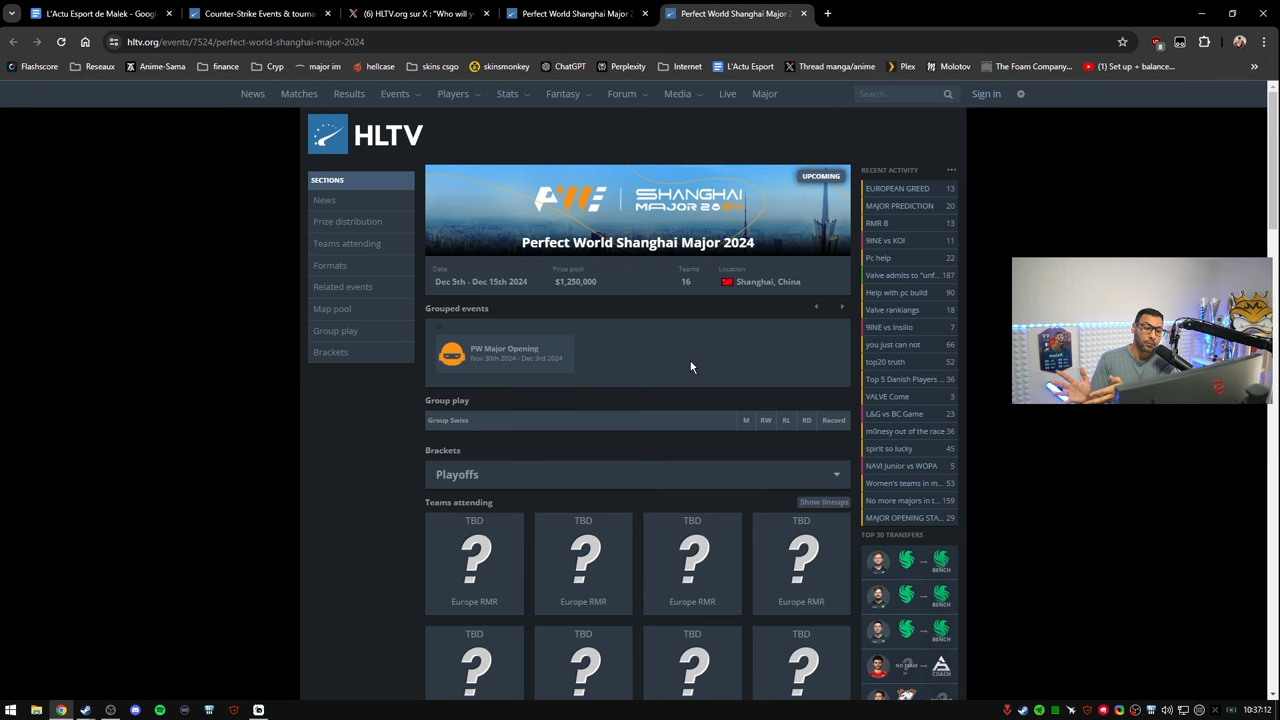 L'Actu Esport de Malek - Googl
Counter-Strike Events & tourna
(6) HLTV.org sur X : "Who will y
Perfect World Shanghai Major 2
Perfect World Shanghai Major 2
hltv.org/events/7524/perfect-world-shanghai-major-2024
Flashscore
Reseaux
Anime-Sama
finance
Cryp
major im
hellcase
skins csgo
skinsmonkey
ChatGPT
Perplexity
Internet
L'Actu Esport
Thread manga/anime
Plex
Molotov
The Foam Company...
(1) Set up + balance...
News
Matches
Results
Events
Players
Stats
Fantasy
Forum
Media
Live
Major
Search...
Sign in
HLTV
SECTIONS
News
Prize distribution
Teams attending
Formats
Related events
Map pool
Group play
Brackets
UPCOMING
PWE
SHANGHAI
MAJOR 2024
Perfect World Shanghai Major 2024
Date
Prize pool
Teams
Location
Dec 5th - Dec 15th 2024
$1,250,000
16
Shanghai, China
Grouped events
PW Major Opening
Nov 30th 2024 - Dec 3rd 2024
Group play
Group Swiss
M
RW
RL
RD
Record
Brackets
Playoffs
Teams attending
Show lineups
TBD
TBD
TBD
TBD
?
?
?
?
Europe RMR
Europe RMR
Europe RMR
Europe RMR
TBD
TBD
TBD
TBD
?
?
?
?
RECENT ACTIVITY
EUROPEAN GREED 13
MAJOR PREDICTION 20
RMR B 13
9INE vs KOI 11
Pc help 22
Valve admits to "unf... 187
Help with pc build 90
Valve rankiangs 18
9INE vs Insilio 7
you just can not 66
top20 truth 52
Top 5 Danish Players ... 36
VALVE Come 3
L&G vs BC.Game 23
m0nesy out of the race 36
spirit so lucky 45
NAVI Junior vs WOPA 5
Women's teams in m... 53
No more majors in t... 159
MAJOR OPENING STA... 29
TOP 30 TRANSFERS
BENCH
BENCH
BENCH
NO TEAM
COACH
10:37:12